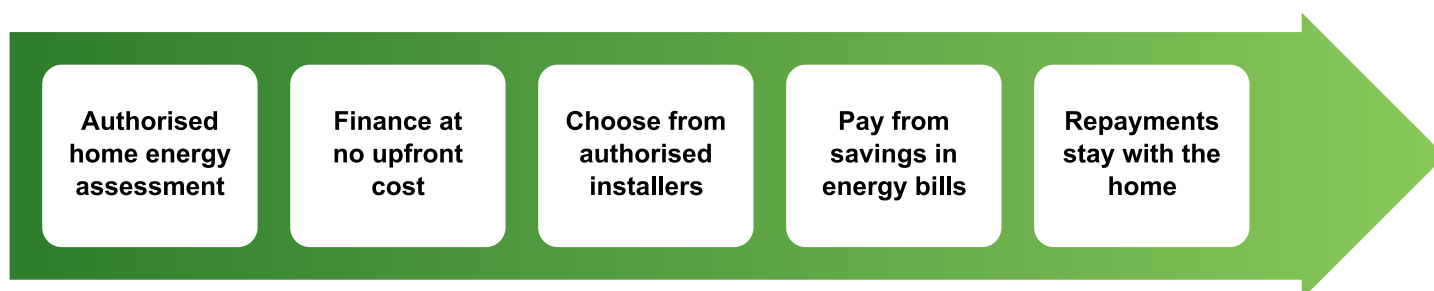 Authorised
home energy
assessment
Finance at
no upfront
cost
Choose from
authorised
installers
Pay from
savings in
energy bills
Repayments
stay with the
home